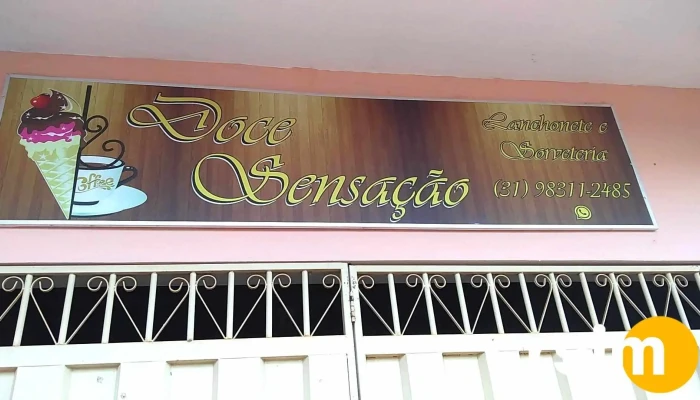 Doce
Sensação
Lanchonete e
Sorveteria
(31) 98311-2485
Coffee
m